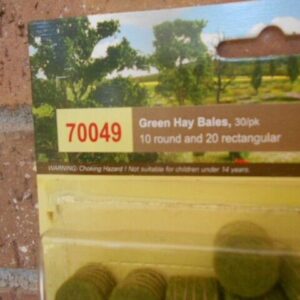 70049
Green Hay Bales, 30/pk
10 round and 20 rectangular
WARNING: Choking Hazard ! Not suitable for children under 14 years.